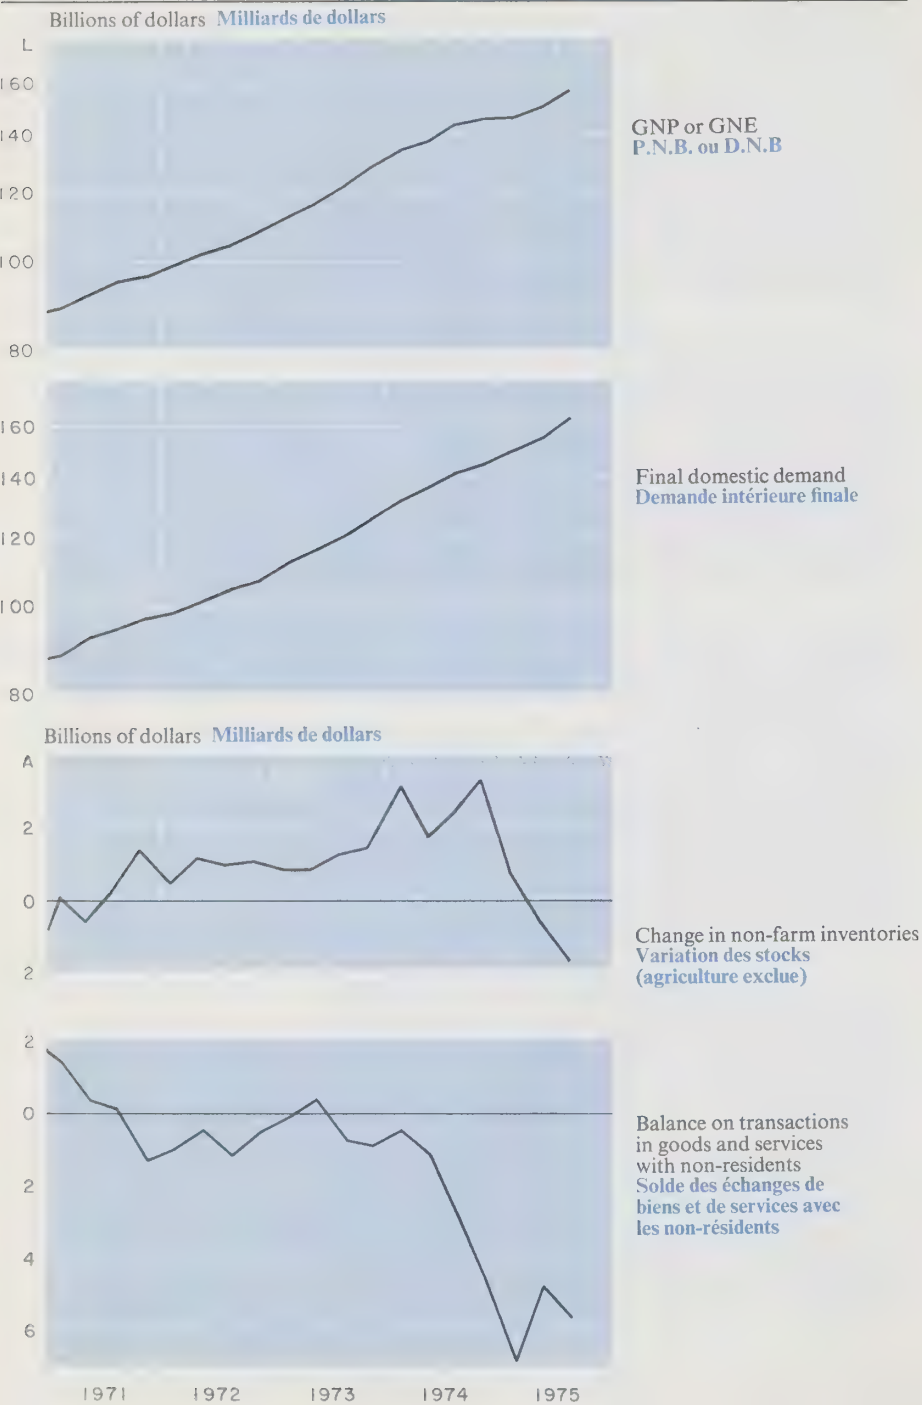 Billions of dollars Milliards de dollars
L
160
140
120
100
80
GNP or GNE
P.N.B. ou D.N.B
160
140
120
100
80
Final domestic demand
Demande intérieure finale
Billions of dollars Milliards de dollars
A
2
0
2
Change in non-farm inventories
Variation des stocks
(agriculture exclue)
2
0
2
4
6
Balance on transactions
in goods and services
with non-residents
Solde des échanges de
biens et de services avec
les non-résidents
1971 1972 1973 1974 1975